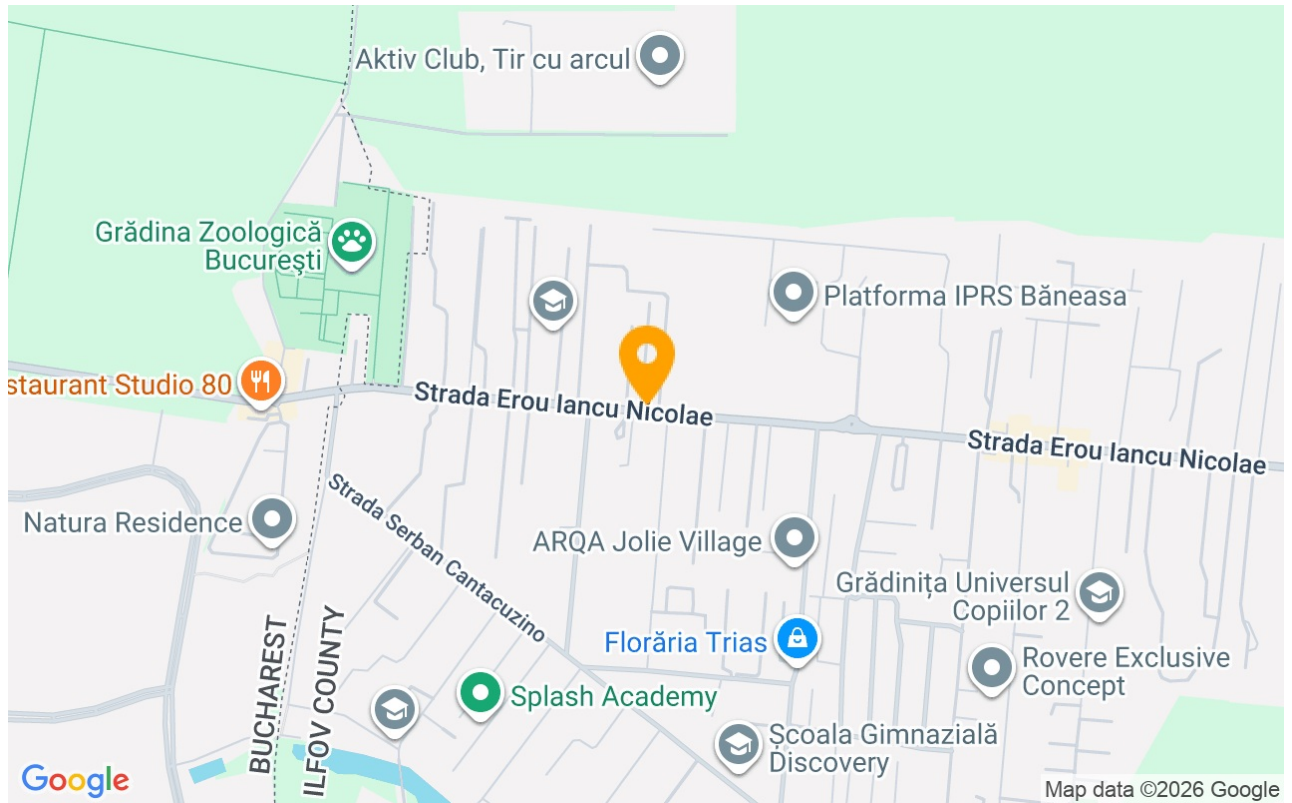 Aktiv Club, Tir cu arcul
Grădina Zoologică
București
Platforma IPRS Băneasa
staurant Studio 80
Strada Erou Iancu Nicolae
Strada Erou Iancu Nicolae
Strada Serban Cantacuzino
Natura Residence
ARQA Jolie Village
Grădinița Universul
Copiilor 2
Florăria Trias
Rovere Exclusive
Concept
BUCHAREST
ILFOV COUNTY
Splash Academy
Școala Gimnazială
Discovery
Google
Map data ©2026 Google